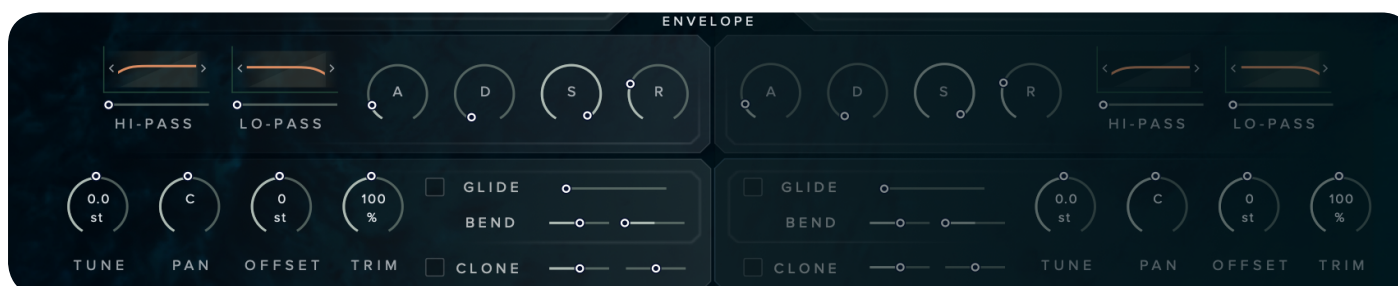 ENVELOPE
A D S R A D S R
HI-PASS LO-PASS HI-PASS LO-PASS
0.0 st C 0 st 100 % GLIDE GLIDE 0.0 st C 0 st 100 %
BEND BEND
TUNE PAN OFFSET TRIM CLONE CLONE TUNE PAN OFFSET TRIM